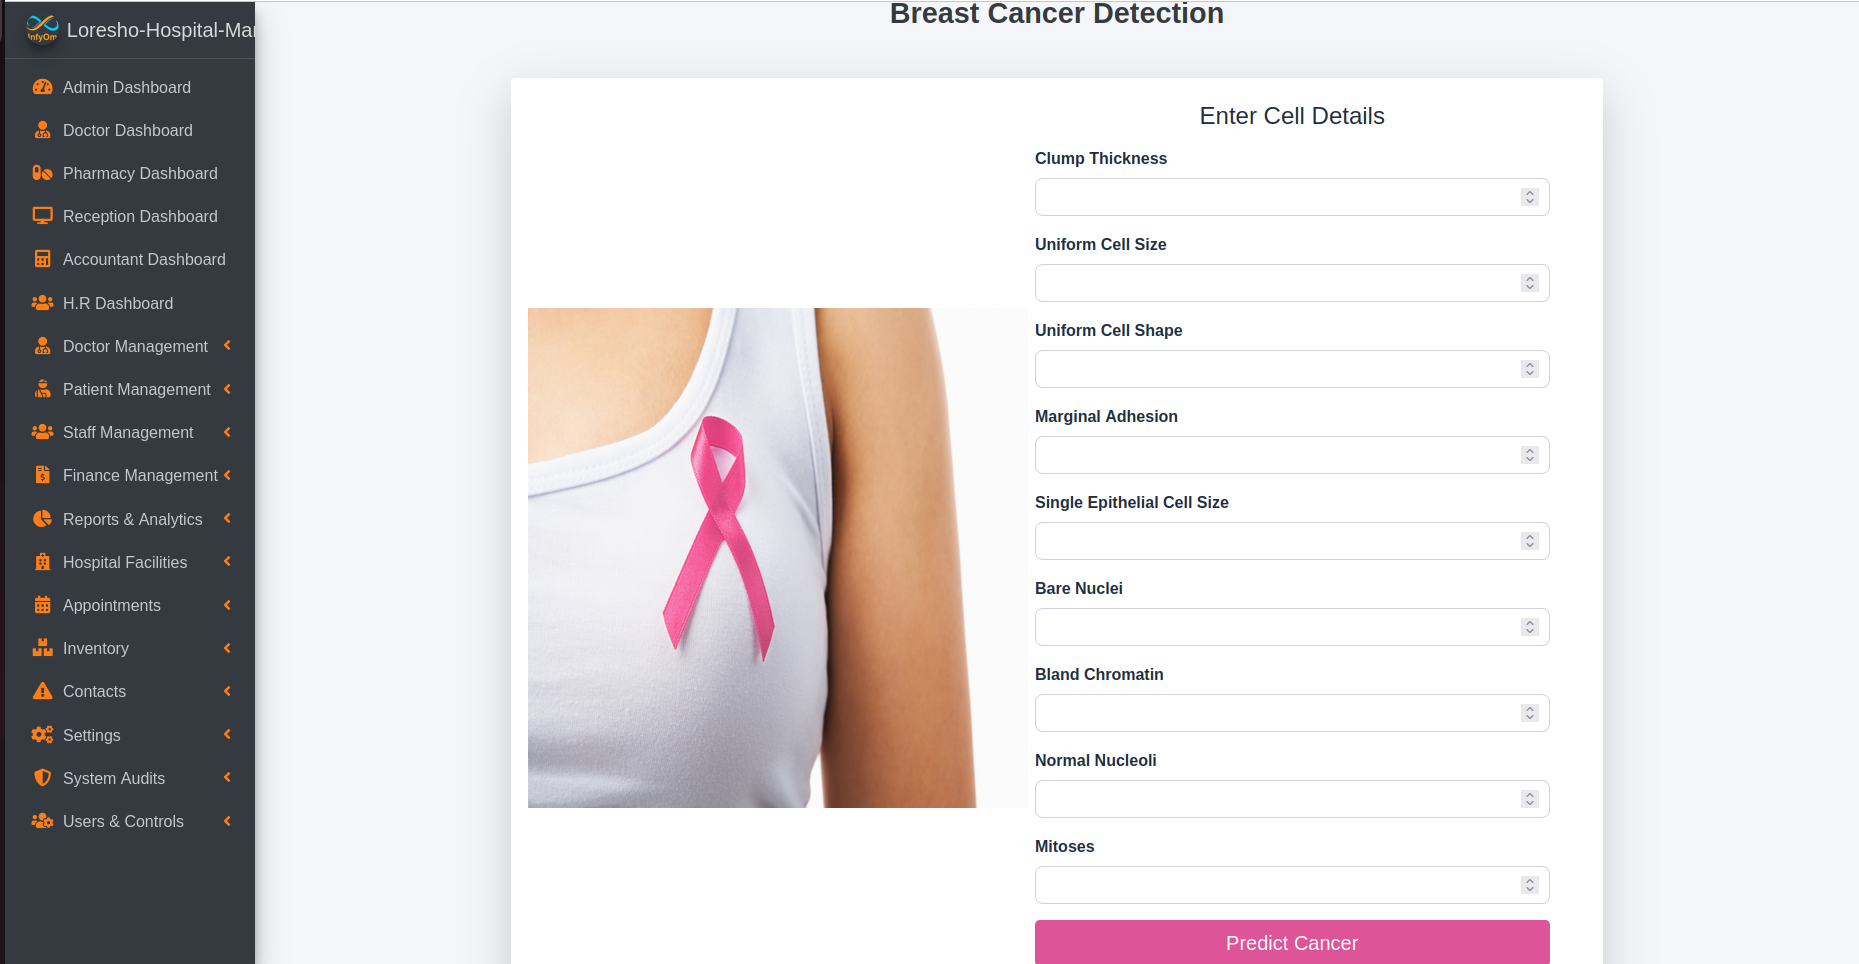 Breast Cancer Detection
InfyOm
Loresho-Hospital-Mar
Admin Dashboard
Doctor Dashboard
Pharmacy Dashboard
Reception Dashboard
Accountant Dashboard
H.R Dashboard
Doctor Management
Patient Management
Staff Management
Finance Management
Reports & Analytics
Hospital Facilities
Appointments
Inventory
Contacts
Settings
System Audits
Users & Controls
Enter Cell Details
Clump Thickness
Uniform Cell Size
Uniform Cell Shape
Marginal Adhesion
Single Epithelial Cell Size
Bare Nuclei
Bland Chromatin
Normal Nucleoli
Mitoses
Predict Cancer